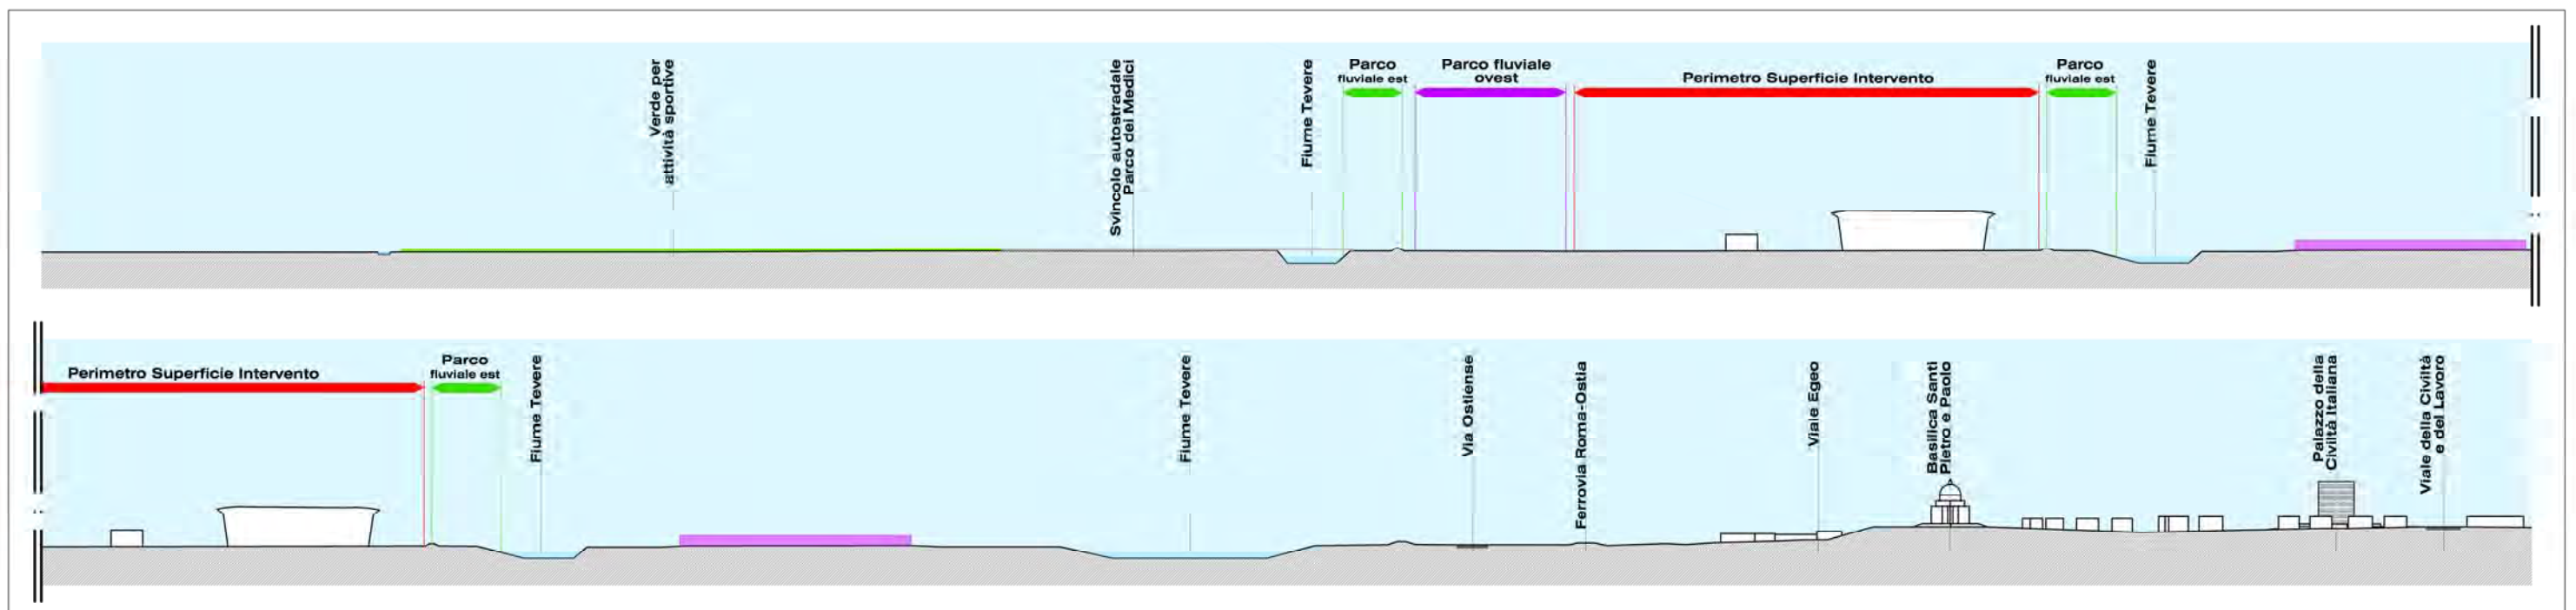 Verde per
attività sportive
Svincolo autostradale
Parco dei Medici
Fiume Tevere
Parco
fluviale est
Parco fluviale
ovest
Perimetro Superficie Intervento
Parco
fluviale est
Fiume Tevere
Perimetro Superficie Intervento
Parco
fluviale est
Fiume Tevere
Fiume Tevere
Via Ostiense
Ferrovia Roma-Ostia
Viale Egeo
Basilica Santi
Pietro e Paolo
Palazzo della
Civiltà Italiana
Viale della Civiltà
e del Lavoro